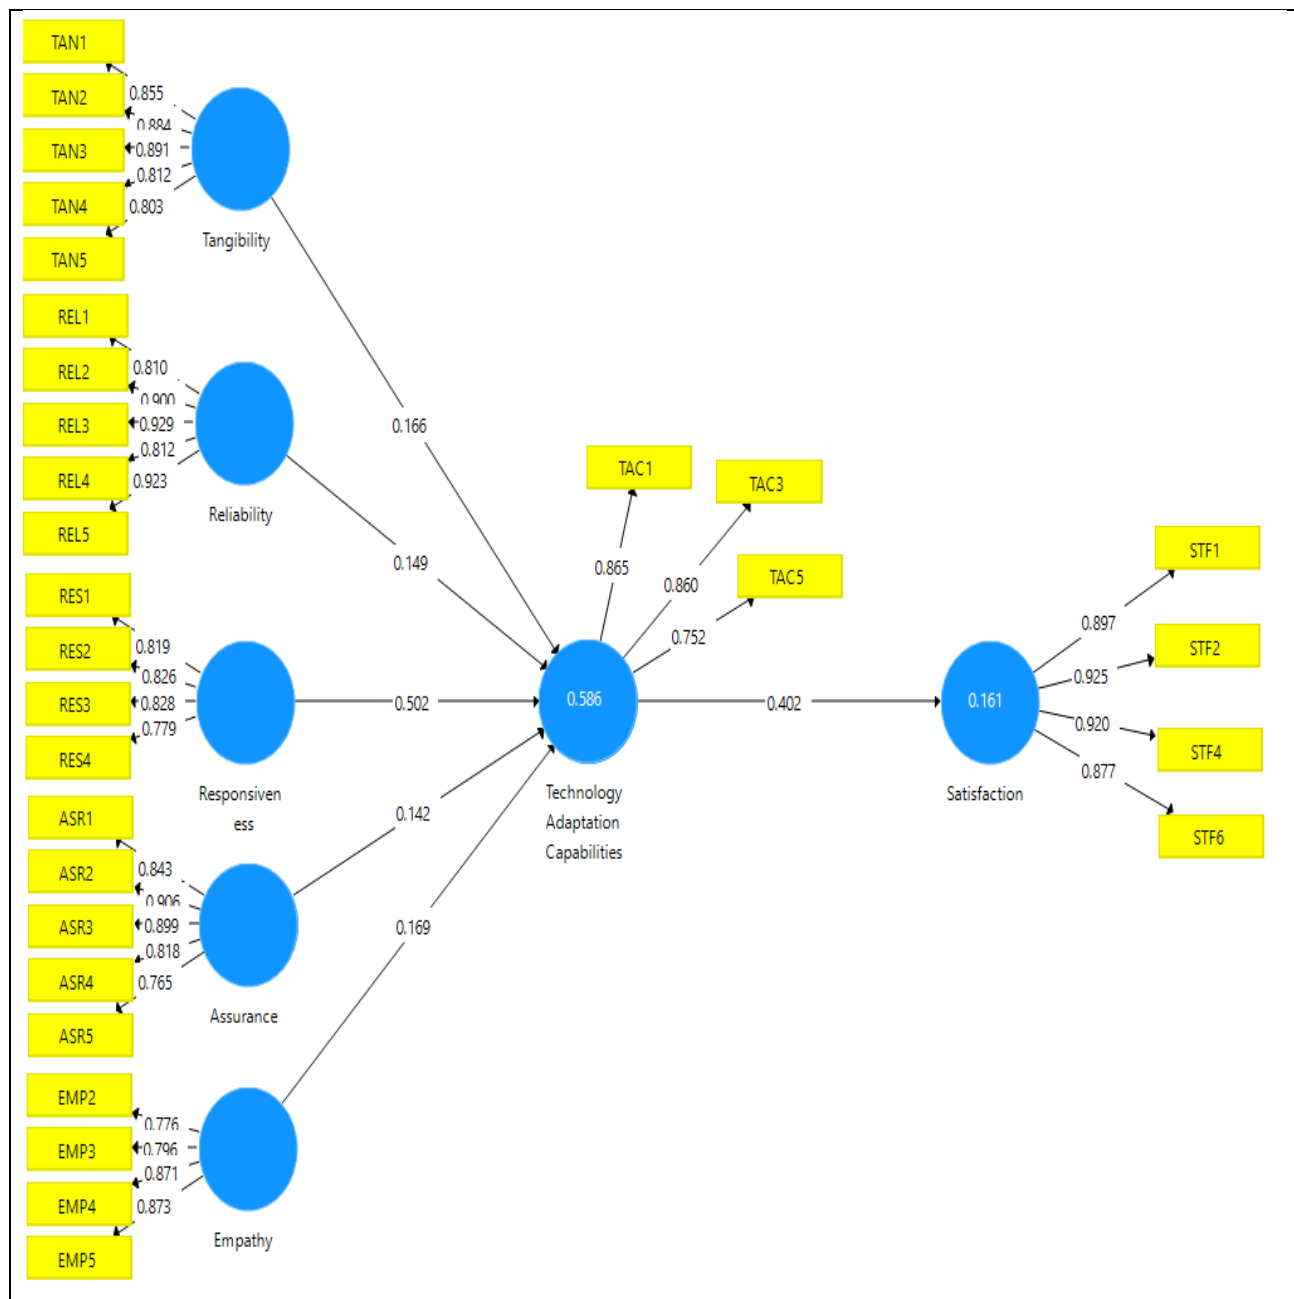 TAN1
0.855
TAN2
0.884
TAN3
0.891
0.812
TAN4
0.803
TAN5
Tangibility
REL1
0.810
REL2
0.900
REL3
0.929
0.812
REL4
0.923
REL5
Reliability
RES1
0.819
RES2
0.826
RES3
0.828
0.779
RES4
Responsiven
ess
ASR1
0.843
ASR2
0.906
ASR3
0.899
0.818
ASR4
0.765
ASR5
Assurance
EMP2
0.776
EMP3
0.796
0.871
EMP4
0.873
EMP5
Empathy
0.166
0.149
0.502
0.142
0.169
TAC1
TAC3
TAC5
0.865
0.860
0.752
0.586
Technology
Adaptation
Capabilities
0.402
0.161
Satisfaction
STF1
0.897
STF2
0.925
0.920
STF4
0.877
STF6